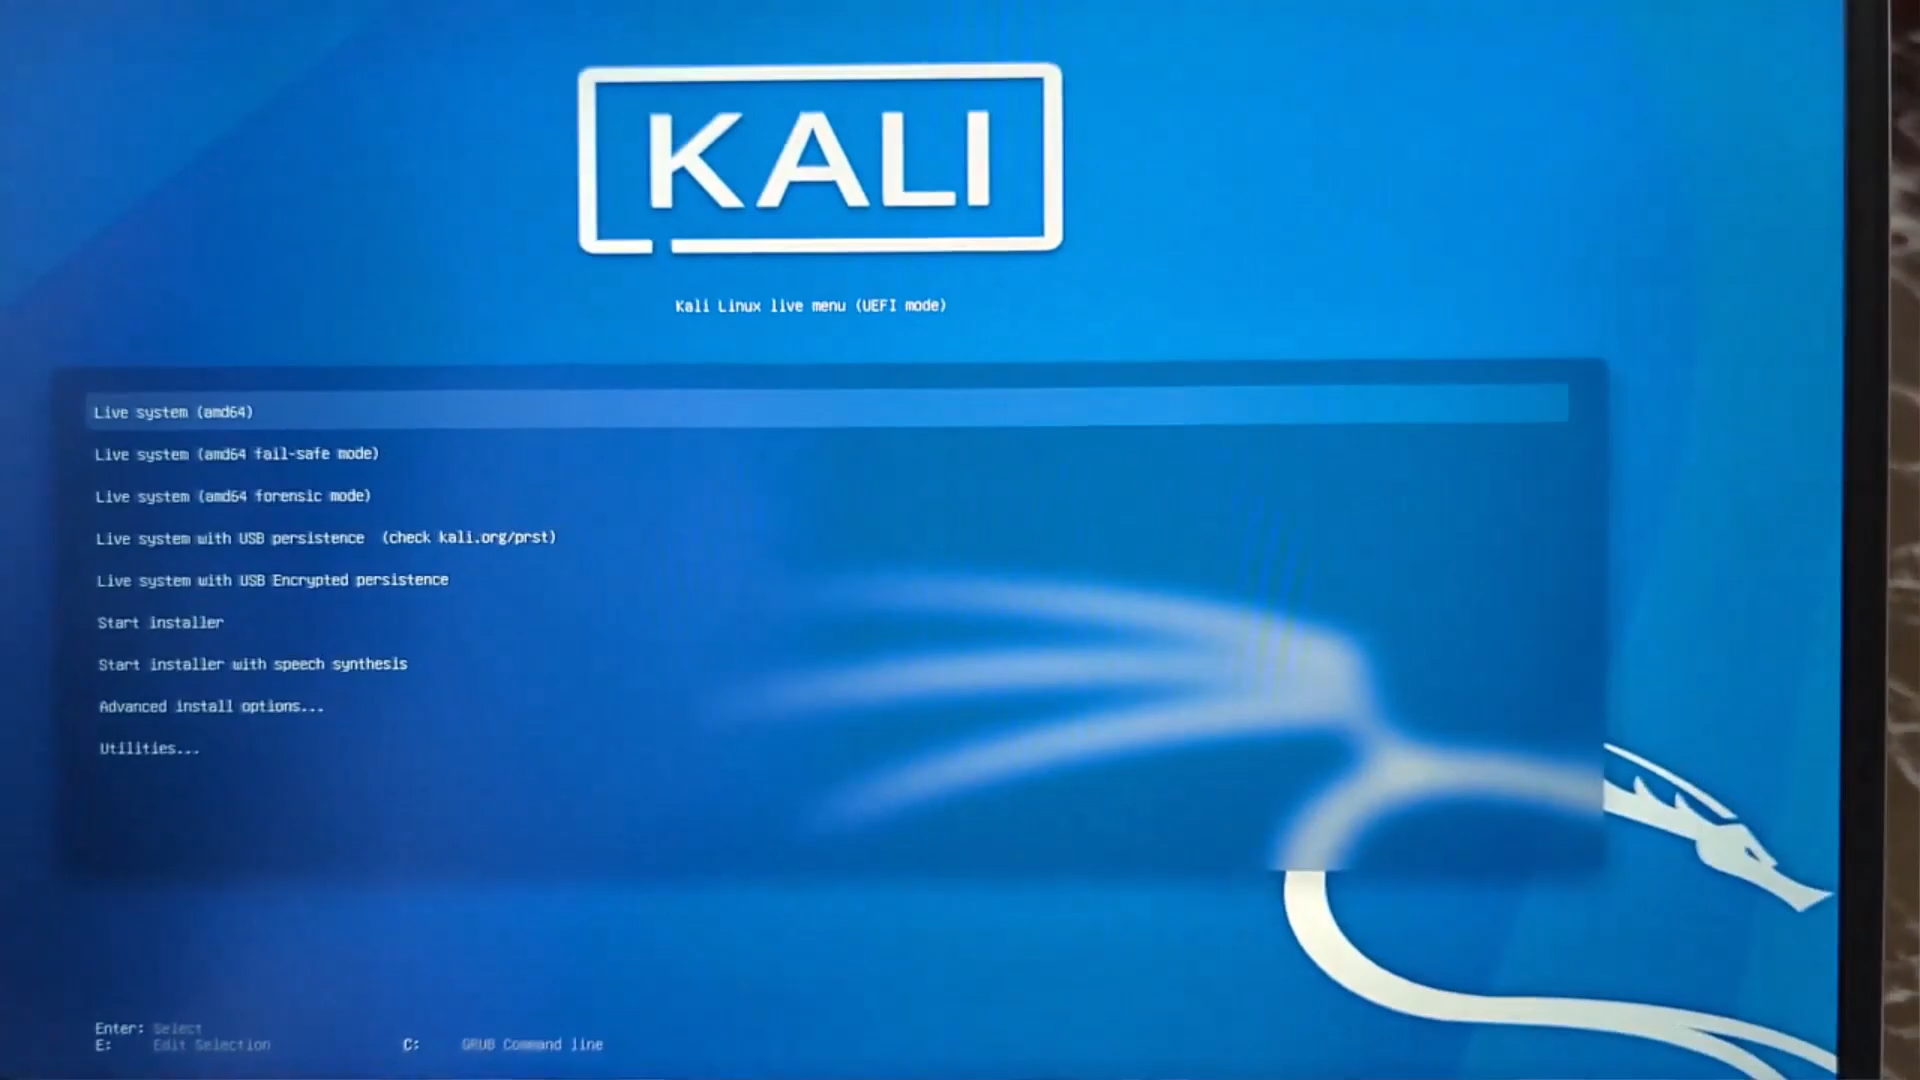 KALI
Kali Linux live menu (UEFI mode)
Live system (amd64)
Live system (amd64 fail-safe mode)
Live system (amd64 forensic mode)
Live system with USB persistence  (check kali.org/prst)
Live system with USB Encrypted persistence
Start installer
Start installer with speech synthesis
Advanced install options...
Utilities...
Enter: Select
E: Edit Selection C: GRUB Command line